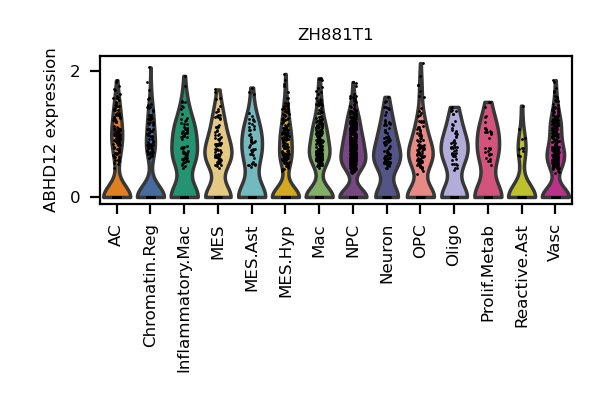 ZH881T1
ABHD12 expression
2
0
AC
Chromatin.Reg
Inflammatory.Mac
MES
MES.Ast
MES.Hyp
Mac
NPC
Neuron
OPC
Oligo
Prolif.Metab
Reactive.Ast
Vasc